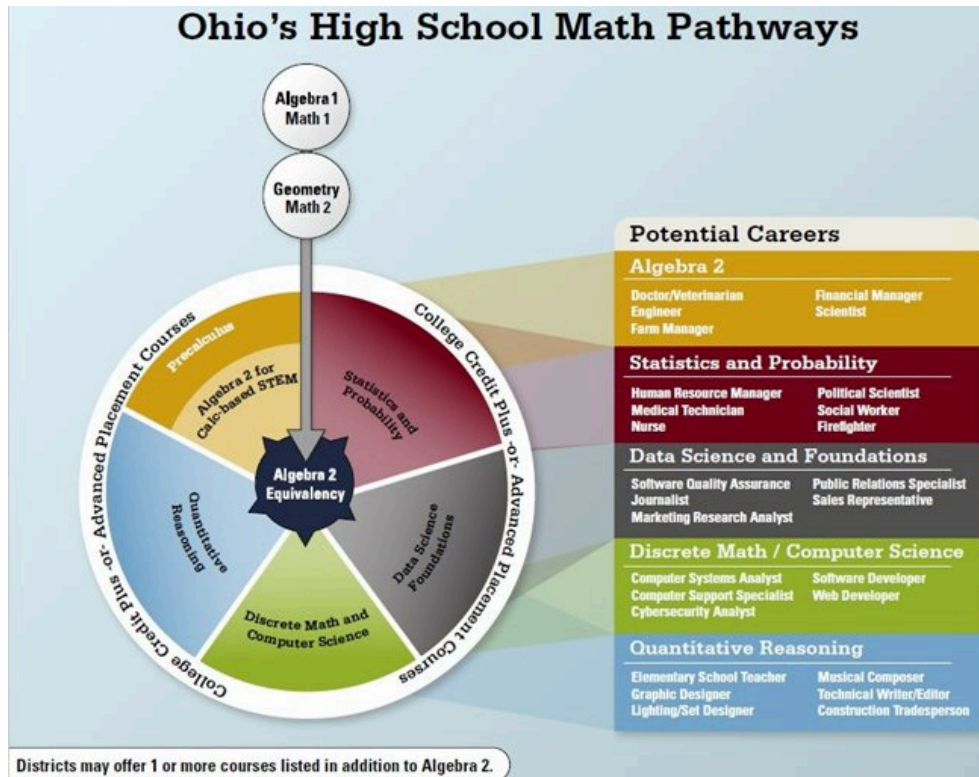 Ohio's High School Math Pathways
Algebra 1
Math 1
Geometry
Math 2
College Credit Plus -or- Advanced Placement Courses
College Credit Plus -or- Advanced Placement Courses
Precalculus
Algebra 2 for
Calc-based STEM
Statistics and
Probability
Algebra 2
Equivalency
Quantitative
Reasoning
Data Science
Foundations
Discrete Math and
Computer Science
Potential Careers
Algebra 2
Doctor/Veterinarian
Engineer
Farm Manager
Financial Manager
Scientist
Statistics and Probability
Human Resource Manager
Medical Technician
Nurse
Political Scientist
Social Worker
Firefighter
Data Science and Foundations
Software Quality Assurance
Journalist
Marketing Research Analyst
Public Relations Specialist
Sales Representative
Discrete Math / Computer Science
Computer Systems Analyst
Computer Support Specialist
Cybersecurity Analyst
Software Developer
Web Developer
Quantitative Reasoning
Elementary School Teacher
Graphic Designer
Lighting/Set Designer
Musical Composer
Technical Writer/Editor
Construction Tradesperson
Districts may offer 1 or more courses listed in addition to Algebra 2.